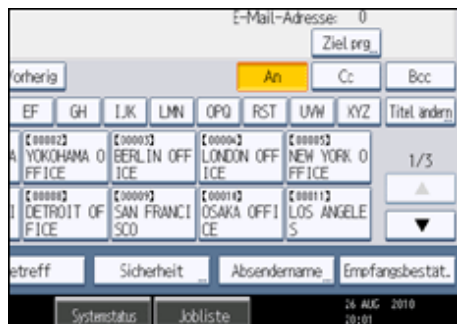 E-Mail-Adresse: 0
Ziel prg.
Vorherig
An
Cc
Bcc
EF GH IJK LMN OPQ RST UVW XYZ Titel ändern
[00002] [00003] [00004] [00005]
YOKOHAMA O BERLIN OFF LONDON OFF NEW YORK O
FFICE ICE ICE FFICE
1/3
[00008] [00009] [00010] [00011]
DETROIT OF SAN FRANCI OSAKA OFFI LOS ANGELE
FICE SCO CE S
etreff Sicherheit Absendername Empfangsbestät.
Systemstatus Jobliste 26 AUG 2010
20:01